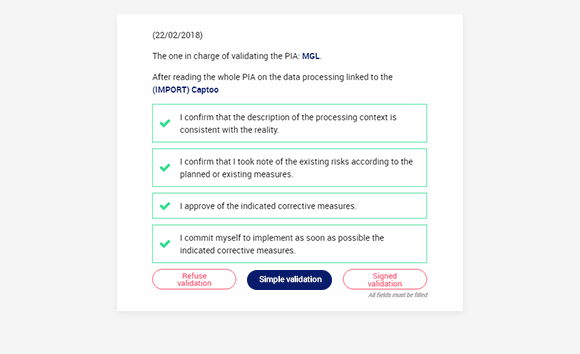 (22/02/2018)
The one in charge of validating the PIA: MGL.
After reading the whole PIA on the data processing linked to the
(IMPORT) Captoo
I confirm that the description of the processing context is
consistent with the reality.
I confirm that I took note of the existing risks according to the
planned or existing measures.
I approve of the indicated corrective measures.
I commit myself to implement as soon as possible the
indicated corrective measures.
Refuse
validation
Simple validation
Signed
validation
All fields must be filled